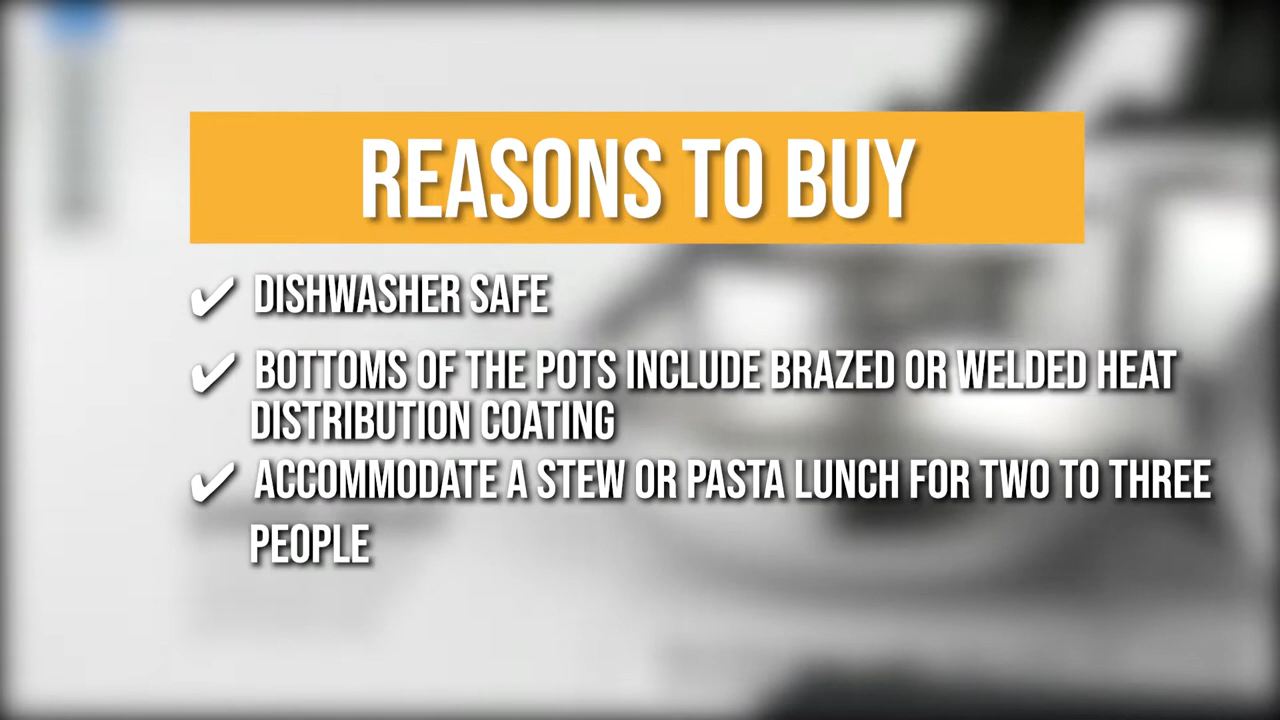 REASONS TO BUY
✔ DISHWASHER SAFE
✔ BOTTOMS OF THE POTS INCLUDE BRAZED OR WELDED HEAT
DISTRIBUTION COATING
✔ ACCOMMODATE A STEW OR PASTA LUNCH FOR TWO TO THREE
PEOPLE